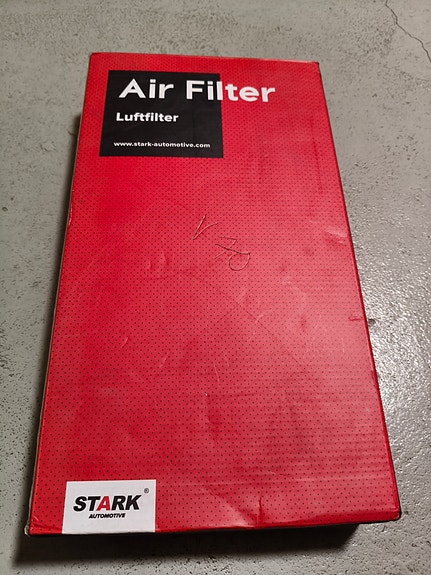 Air Filter
Luftfilter
www.stark-automotive.com
STARK®
AUTOMOTIVE